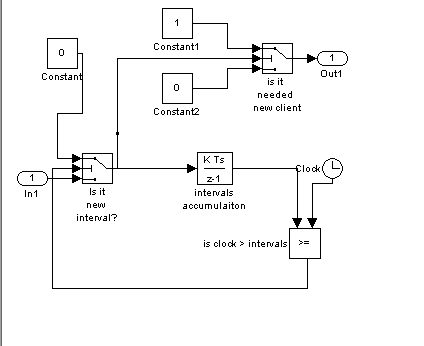 1
Constant1
0
Constant
1
Out1
is it
needed
new client
0
Constant2
1
In1
Is it
new
interval?
K Ts
z-1
intervals
accumulaiton
Clock
is clock > intervals
>=